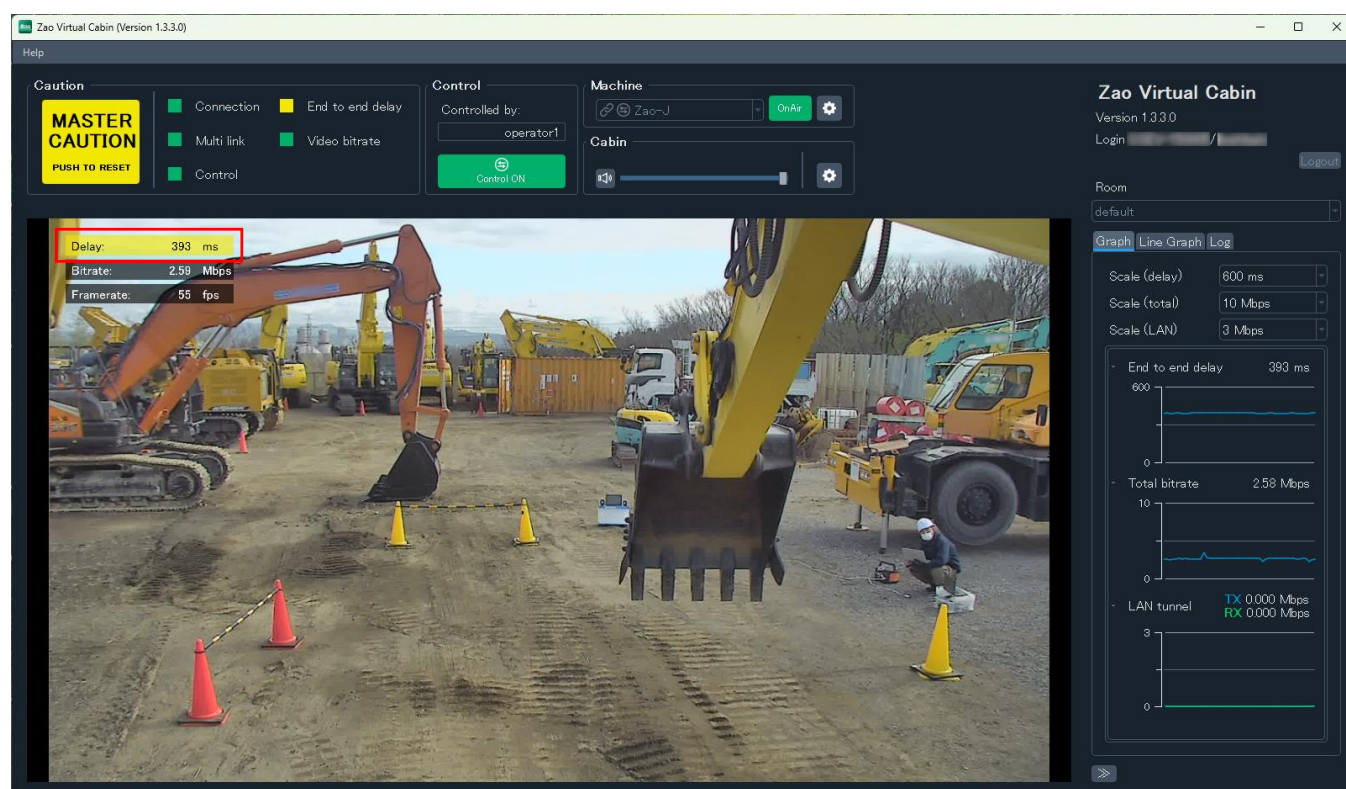 Zao Virtual Cabin (Version 1.3.3.0)
Help
Caution
MASTER
CAUTION
PUSH TO RESET
Connection
End to end delay
Multi link
Video bitrate
Control
Control
Controlled by:
operator1
Control ON
Machine
Zao-J
OnAir
Cabin
Delay: 393 ms
Bitrate: 2.59 Mbps
Framerate: 55 fps
Zao Virtual Cabin
Version 1.3.3.0
Login /
Logout
Room
default
Graph Line Graph Log
Scale (delay) 600 ms
Scale (total) 10 Mbps
Scale (LAN) 3 Mbps
End to end delay 393 ms
600
0
Total bitrate 2.58 Mbps
10
0
LAN tunnel TX 0.000 Mbps
RX 0.000 Mbps
3
0